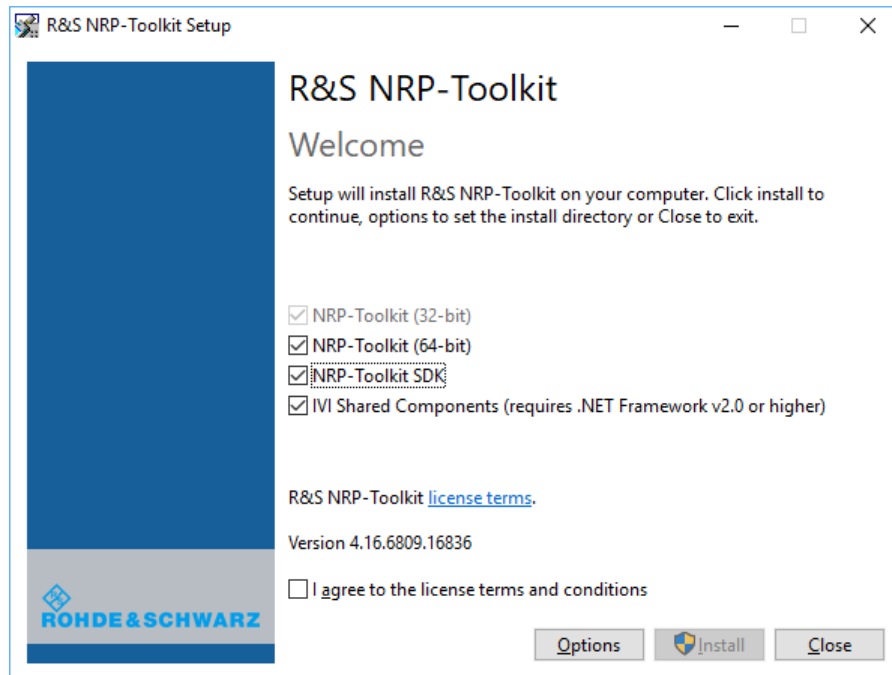 R&S NRP-Toolkit Setup
R&S NRP-Toolkit
Welcome
Setup will install R&S NRP-Toolkit on your computer. Click install to
continue, options to set the install directory or Close to exit.
NRP-Toolkit (32-bit)
NRP-Toolkit (64-bit)
NRP-Toolkit SDK
IVI Shared Components (requires .NET Framework v2.0 or higher)
R&S NRP-Toolkit license terms.
Version 4.16.6809.16836
I agree to the license terms and conditions
ROHDE&SCHWARZ
Options Install Close